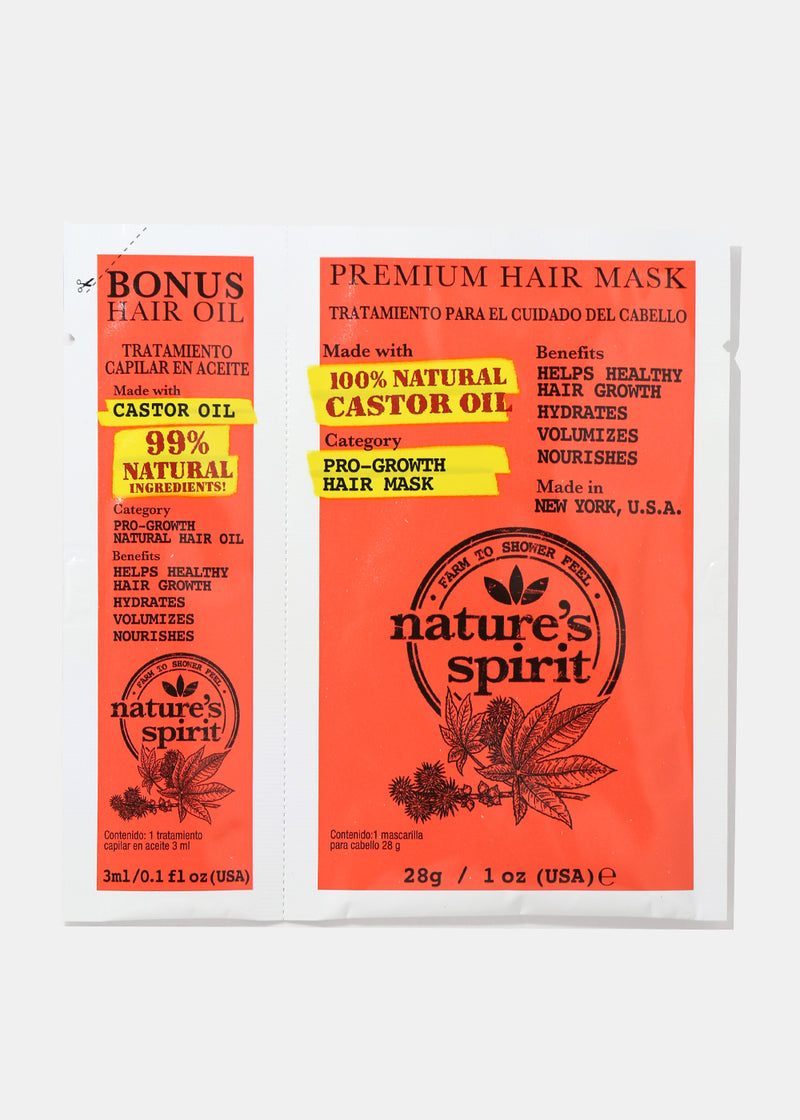 BONUS
HAIR OIL
TRATAMIENTO
CAPILAR EN ACEITE
Made with
CASTOR OIL
99%
NATURAL
INGREDIENTS!
Category
PRO-GROWTH
NATURAL HAIR OIL
Benefits
HELPS HEALTHY
HAIR GROWTH
HYDRATES
VOLUMIZES
NOURISHES
• FARM TO SHOWER FEEL •
nature's
spirit
Contenido: 1 tratamiento
capilar en aceite 3 ml
3ml/0.1 fl oz (USA)
PREMIUM HAIR MASK
TRATAMIENTO PARA EL CUIDADO DEL CABELLO
Made with
100% NATURAL
CASTOR OIL
Category
PRO-GROWTH
HAIR MASK
Benefits
HELPS HEALTHY
HAIR GROWTH
HYDRATES
VOLUMIZES
NOURISHES
Made in
NEW YORK, U.S.A.
• FARM TO SHOWER FEEL •
nature's
spirit
Contenido:1 mascarilla
para cabello 28 g
28g / 1 oz (USA) ℮